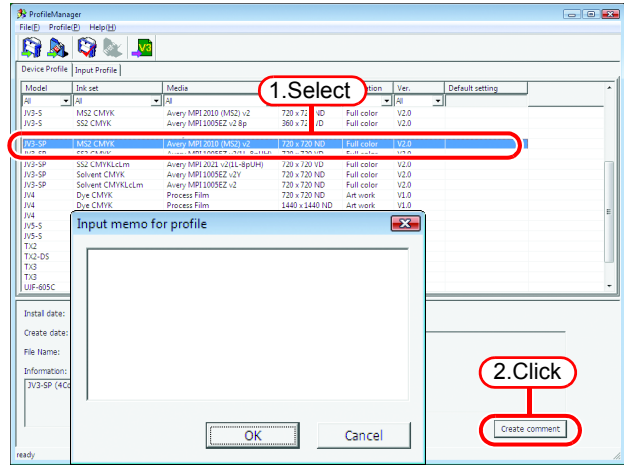 ProfileManager
File(F) Profile(P) Help(H)
V3
Device Profile Input Profile
Model Ink set Media Ver. Default setting
All All All All
JV3-S MS2 CMYK Avery MPI 2010 (MS2) v2 Full color V2.0
JV3-S SS2 CMYK Avery MPI 1005EZ v2 8p Full color V2.0
1.Select
JV3-SP MS2 CMYK Avery MPI 2010 (MS2) v2 720 x 720 ND Full color V2.0
JV3-SP SS2 CMYKLcLm Avery MPI 2021 v2(1L-8pUH) 720 x 720 VD Full color V2.0
JV3-SP Solvent CMYK Avery MPI 1005EZ v2Y 720 x 720 ND Full color V2.0
JV3-SP Solvent CMYKLcLm Avery MPI 1005EZ v2 720 x 720 ND Full color V2.0
JV4 Dye CMYK Process Film 720 x 720 ND Art work V1.0
JV4 Dye CMYK Process Film 1440 x 1440 ND Art work V1.0
JV4
JV5-S
JV5-S
TX2
TX2-DS
TX3
TX3
UJF-605C
Input memo for profile
OK Cancel
Instal date:
Create date:
File Name:
Information:
JV3-SP
2.Click
Create comment
ready